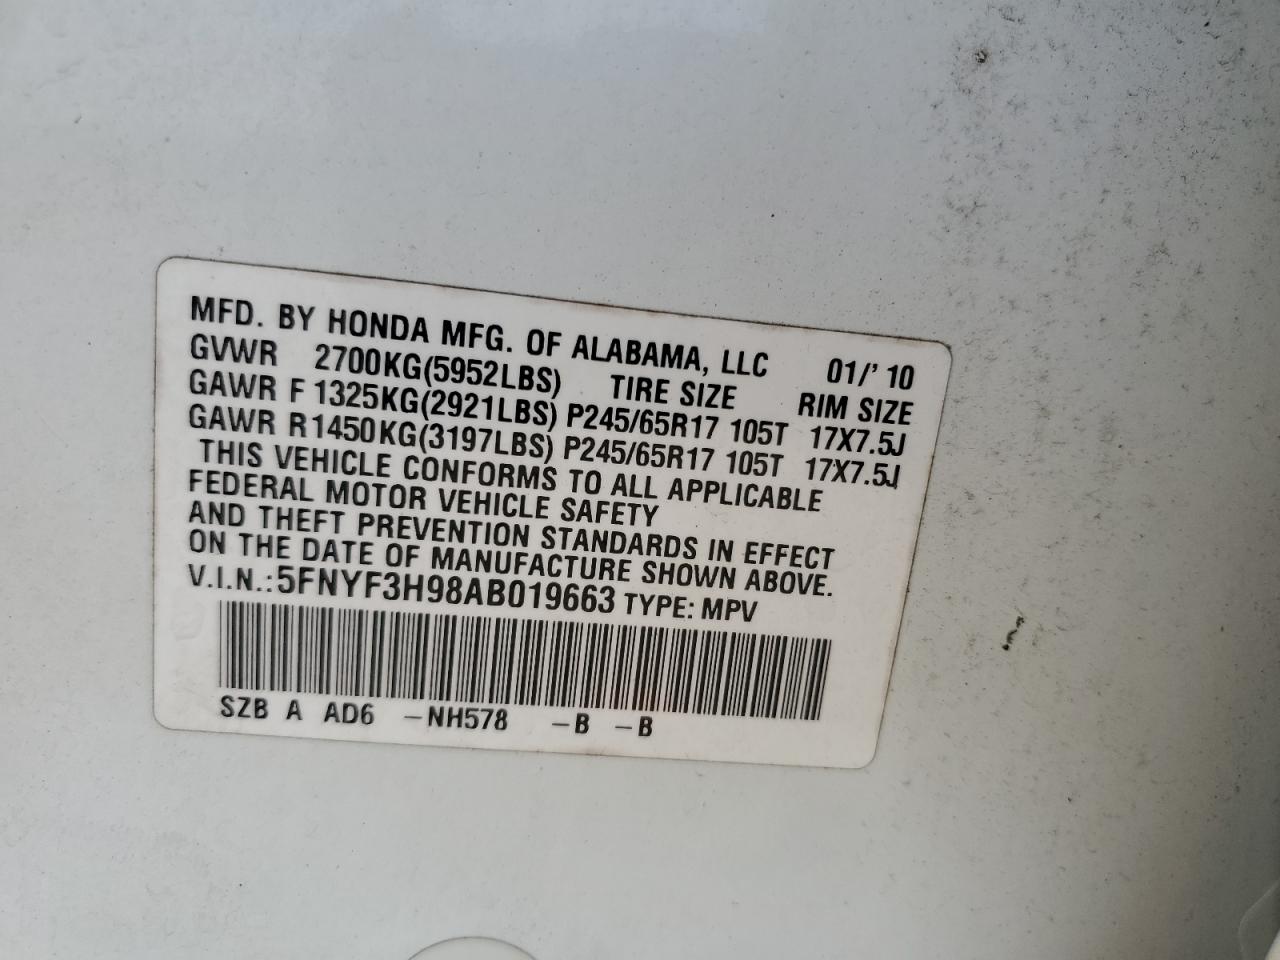 MFD. BY HONDA MFG. OF ALABAMA, LLC 01/'10
GVWR 2700KG(5952LBS) TIRE SIZE RIM SIZE
GAWR F 1325KG(2921LBS) P245/65R17 105T 17X7.5J
GAWR R1450KG(3197LBS) P245/65R17 105T 17X7.5J
THIS VEHICLE CONFORMS TO ALL APPLICABLE
FEDERAL MOTOR VEHICLE SAFETY
AND THEFT PREVENTION STANDARDS IN EFFECT
ON THE DATE OF MANUFACTURE SHOWN ABOVE.
V.I.N.:5FNYF3H98AB019663 TYPE: MPV
SZB A AD6 -NH578 -B -B